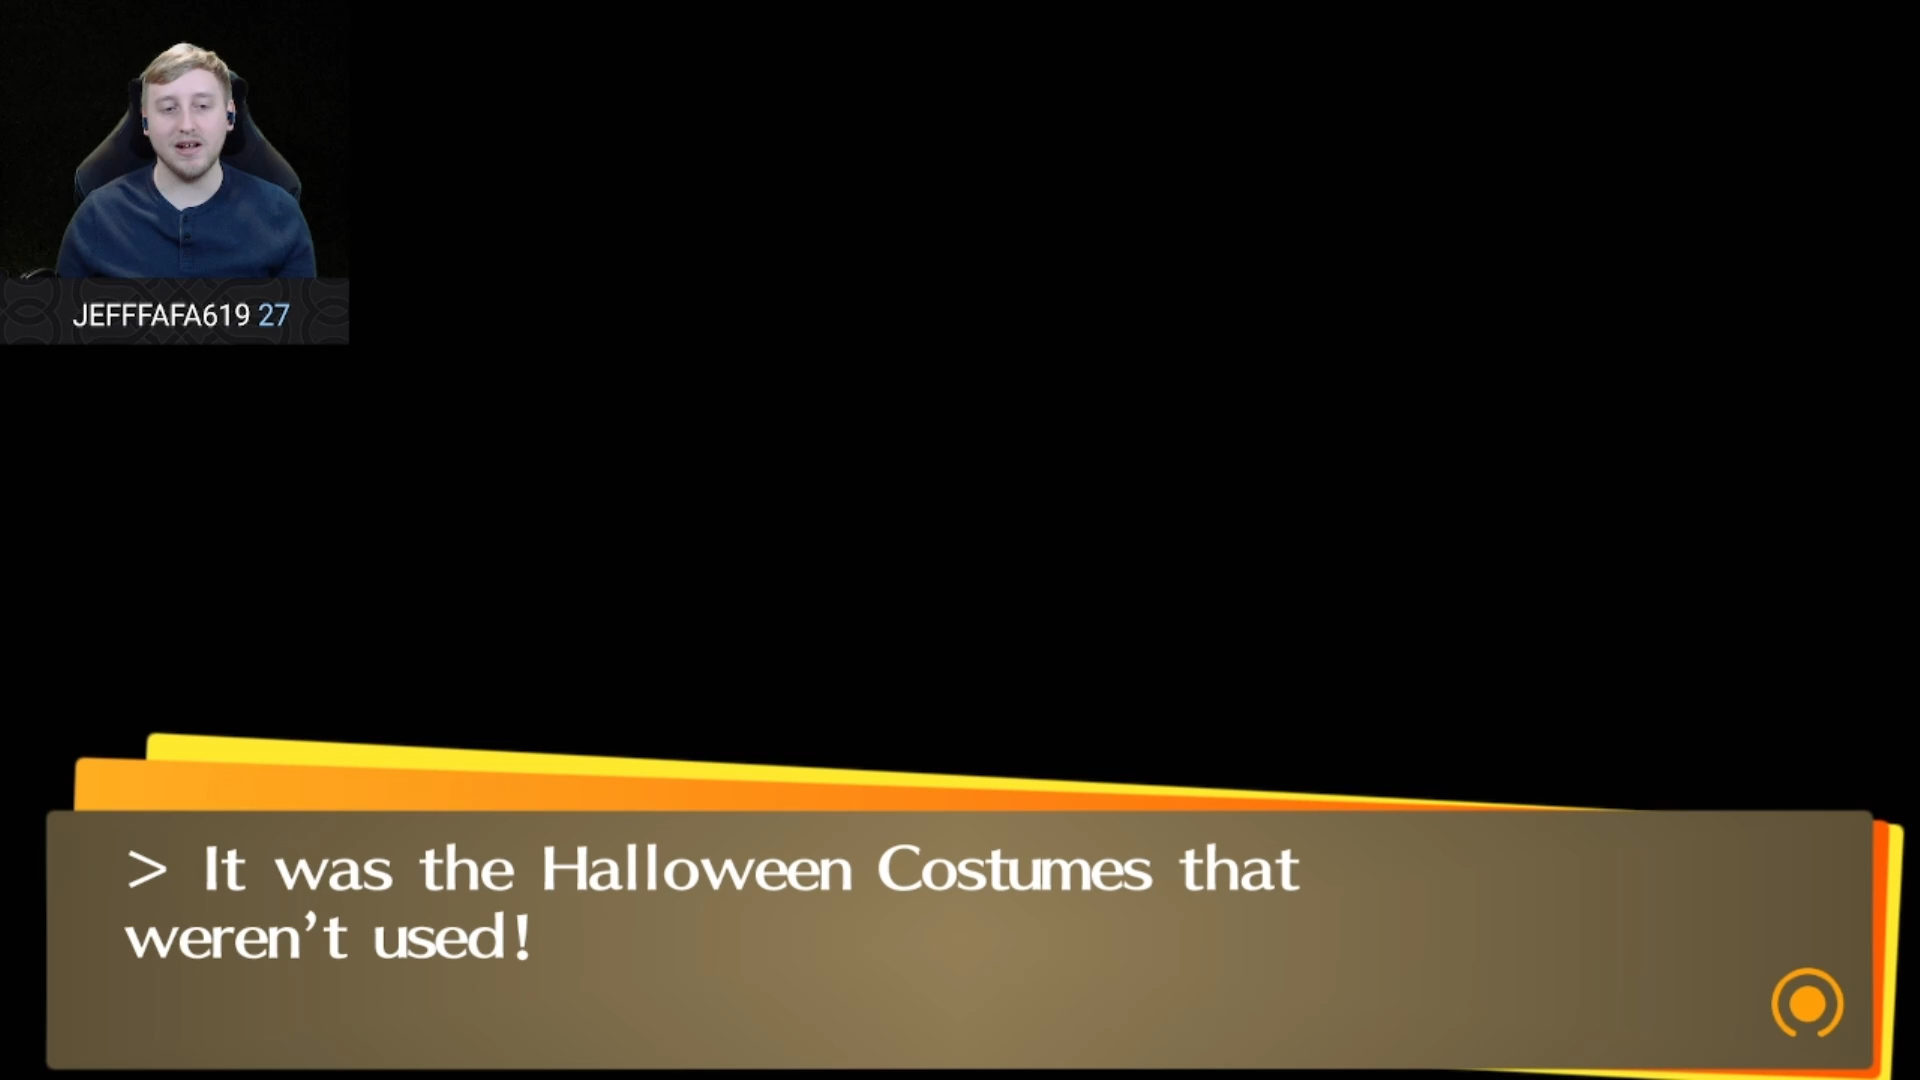 JEFFFAFA619 27
> It was the Halloween Costumes that
weren't used!